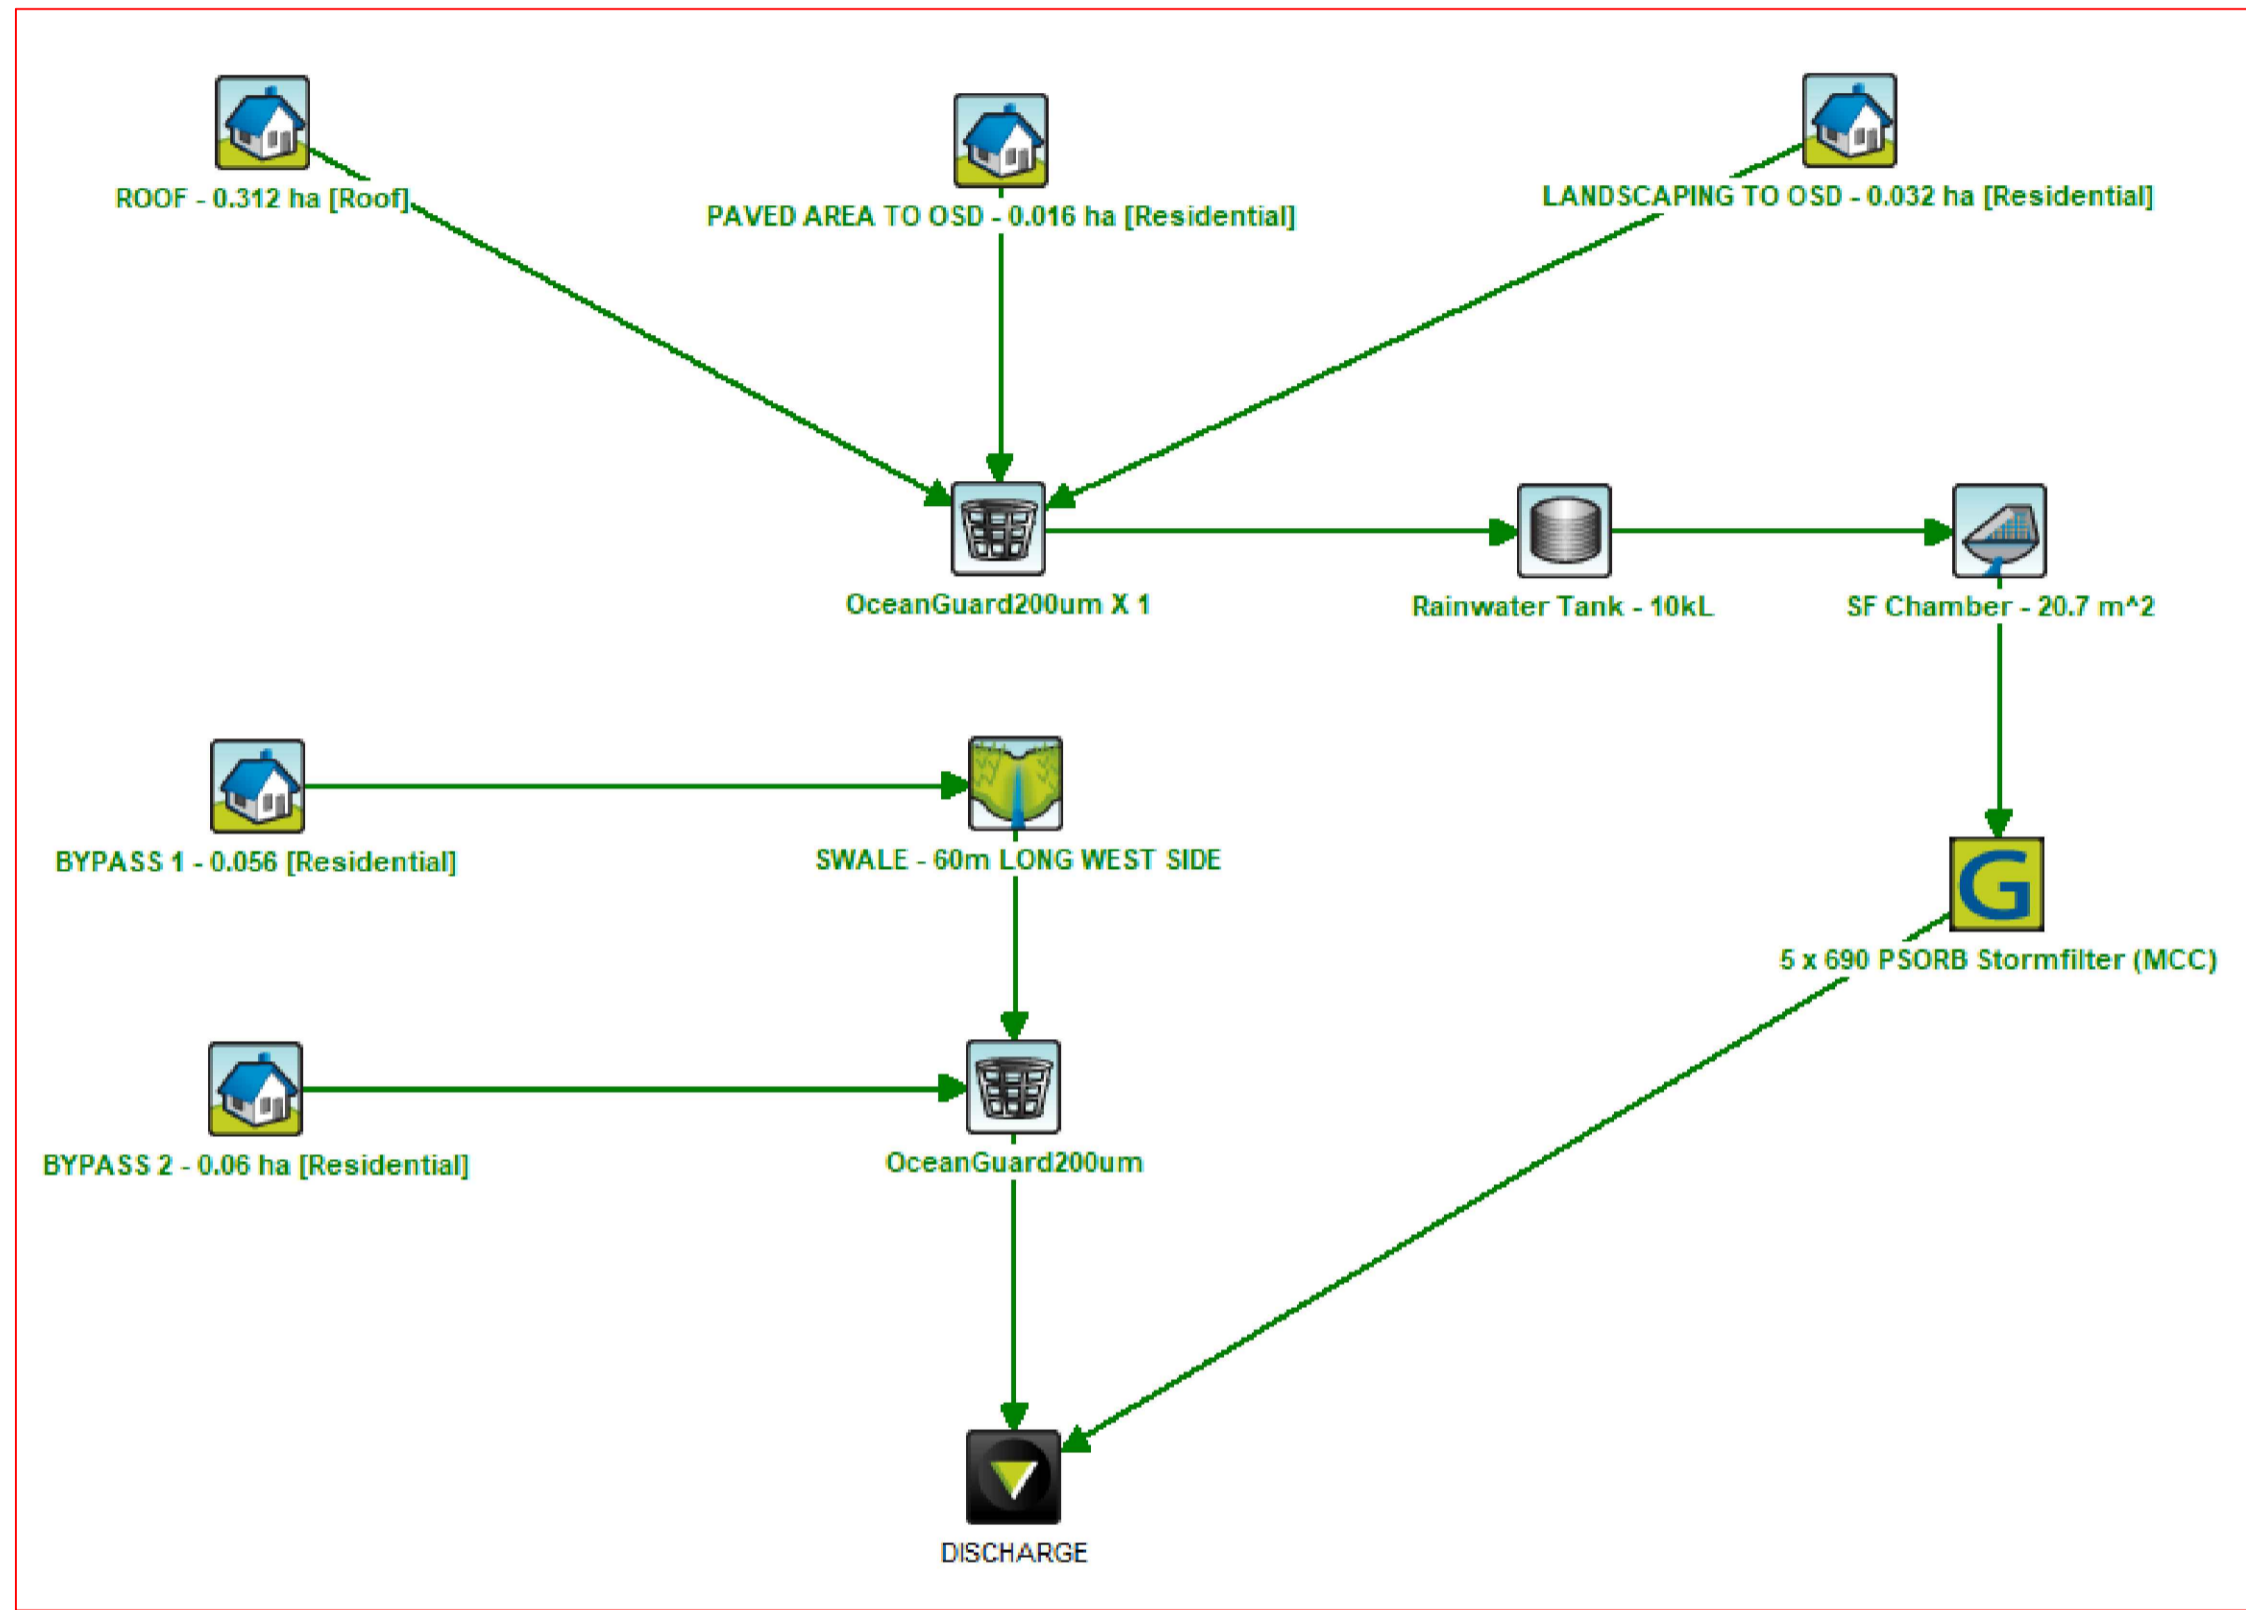 ROOF - 0.312 ha [Roof]
PAVED AREA TO OSD - 0.016 ha [Residential]
LANDSCAPING TO OSD - 0.032 ha [Residential]
OceanGuard200um X 1
Rainwater Tank - 10kL
SF Chamber - 20.7 m^2
BYPASS 1 - 0.056 [Residential]
SWALE - 60m LONG WEST SIDE
G
5 x 690 PSORB Stormfilter (MCC)
BYPASS 2 - 0.06 ha [Residential]
OceanGuard200um
DISCHARGE